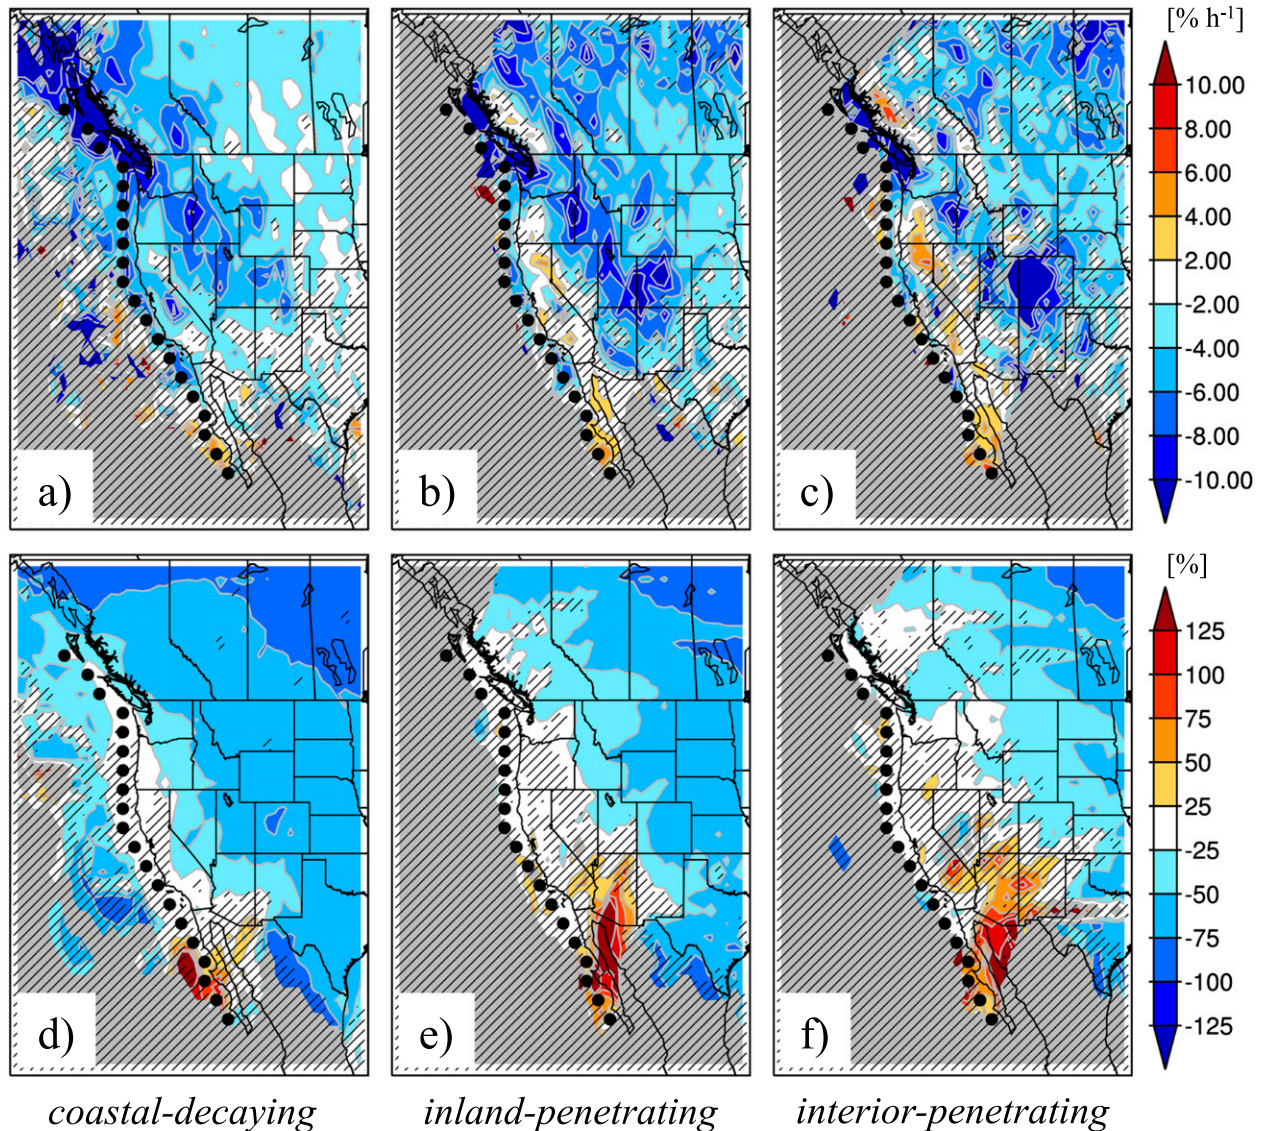 [% h-1]
a)
b)
c)
10.00
8.00
6.00
4.00
2.00
-2.00
-4.00
-6.00
-8.00
-10.00
[%]
d)
e)
f)
125
100
75
50
25
-25
-50
-75
-100
-125
coastal-decaying
inland-penetrating
interior-penetrating